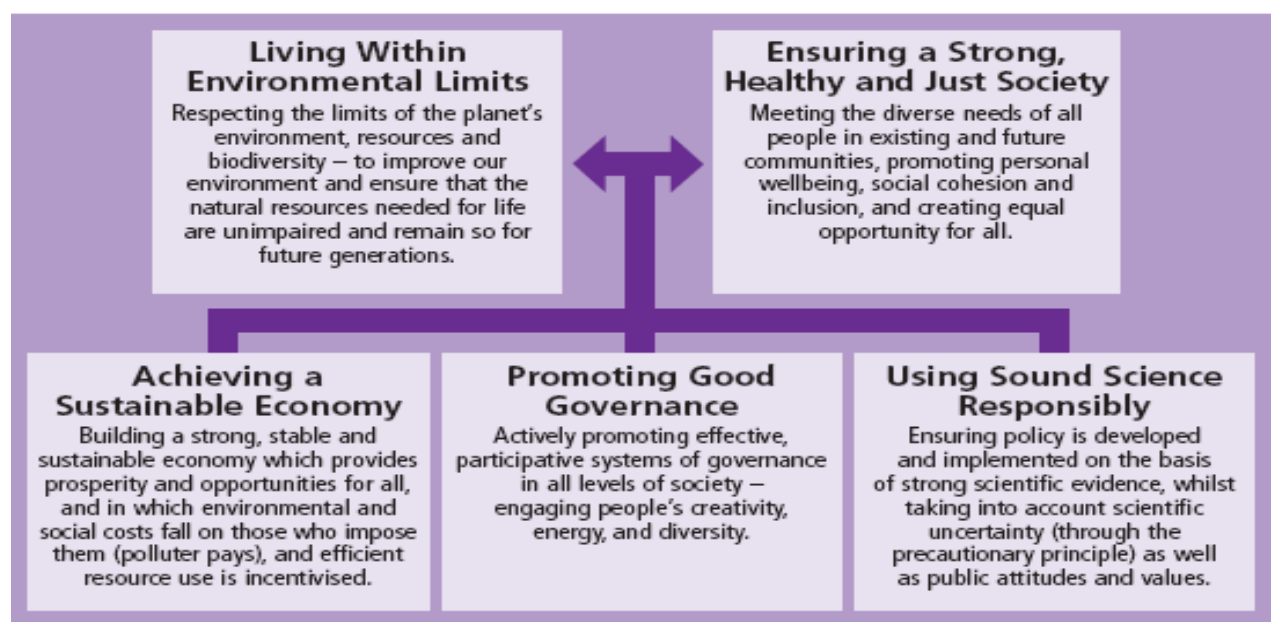 Living Within
Environmental Limits
Respecting the limits of the planet's
environment, resources and
biodiversity – to improve our
environment and ensure that the
natural resources needed for life
are unimpaired and remain so for
future generations.
Ensuring a Strong,
Healthy and Just Society
Meeting the diverse needs of all
people in existing and future
communities, promoting personal
wellbeing, social cohesion and
inclusion, and creating equal
opportunity for all.
Achieving a
Sustainable Economy
Building a strong, stable and
sustainable economy which provides
prosperity and opportunities for all,
and in which environmental and
social costs fall on those who impose
them (polluter pays), and efficient
resource use is incentivised.
Promoting Good
Governance
Actively promoting effective,
participative systems of governance
in all levels of society –
engaging people's creativity,
energy, and diversity.
Using Sound Science
Responsibly
Ensuring policy is developed
and implemented on the basis
of strong scientific evidence, whilst
taking into account scientific
uncertainty (through the
precautionary principle) as well
as public attitudes and values.